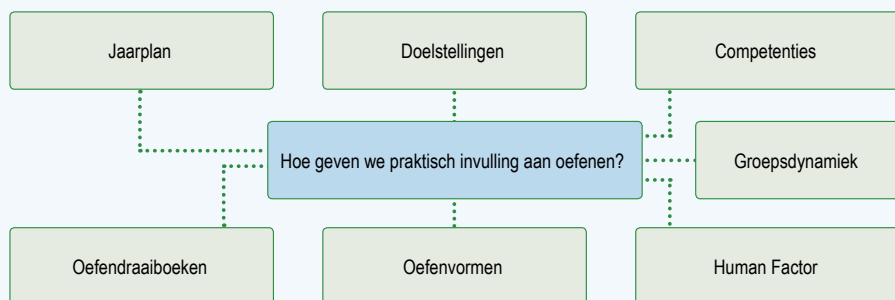 Jaarplan
Doelstellingen
Competenties
Hoe geven we praktisch invulling aan oefenen?
Groepsdynamiek
Oefendraaiboeken
Oefenvormen
Human Factor